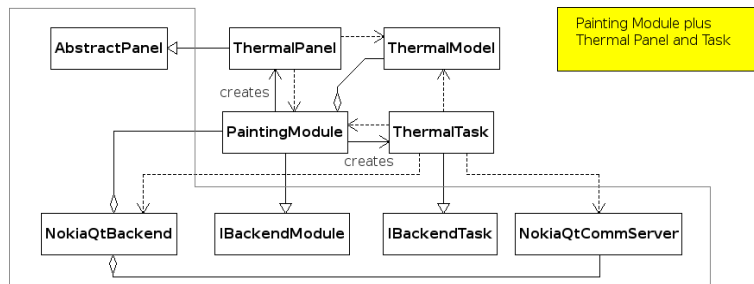 Painting Module plus
Thermal Panel and Task
AbstractPanel
ThermalPanel
ThermalModel
creates
PaintingModule
ThermalTask
creates
NokiaQtBackend
IBackendModule
IBackendTask
NokiaQtCommServer